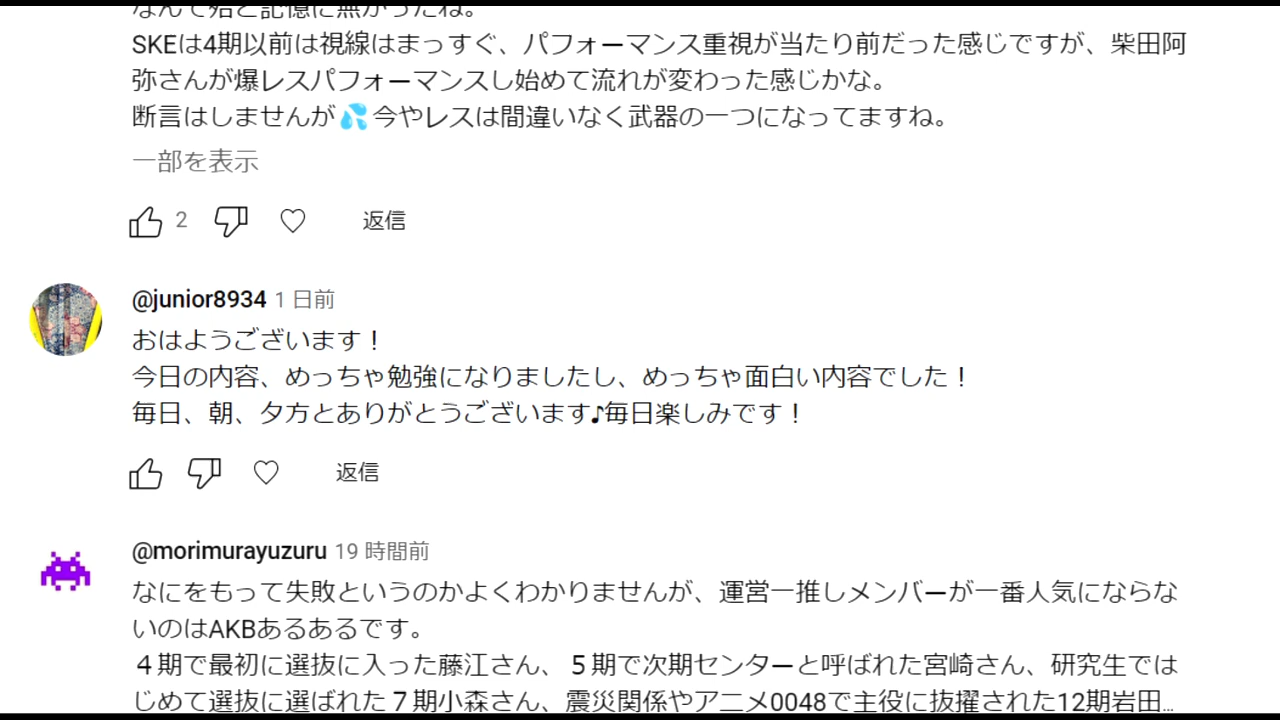 なんて殆ど記憶に無かったね。
SKEは4期以前は視線はまっすぐ、パフォーマンス重視が当たり前だった感じですが、柴田阿
弥さんが爆レスパフォーマンスし始めて流れが変わった感じかな。
断言はしませんが💦今やレスは間違いなく武器の一つになってますね。
一部を表示
2 返信
@junior8934 1 日前
おはようございます！
今日の内容、めっちゃ勉強になりましたし、めっちゃ面白い内容でした！
毎日、朝、夕方とありがとうございます♪毎日楽しみです！
返信
@morimurayuzuru 19 時間前
なにをもって失敗というのかよくわかりませんが、運営一推しメンバーが一番人気にならな
いのはAKBあるあるです。
４期で最初に選抜に入った藤江さん、５期で次期センターと呼ばれた宮崎さん、研究生では
じめて選抜に選ばれた７期小森さん、震災関係やアニメ0048で主役に抜擢された12期岩田...